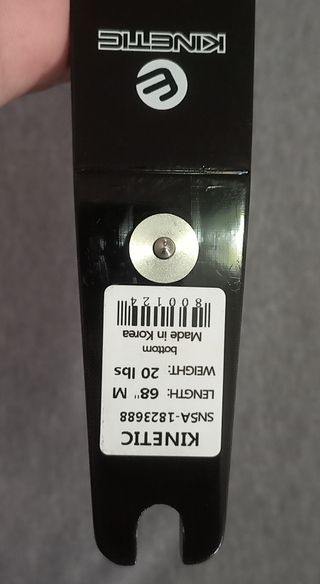 KINETIC
SNSA-1823688
LENGTH: 68" M
WEIGHT: 20 lbs
bottom
Made in Korea
800124
KINETIC